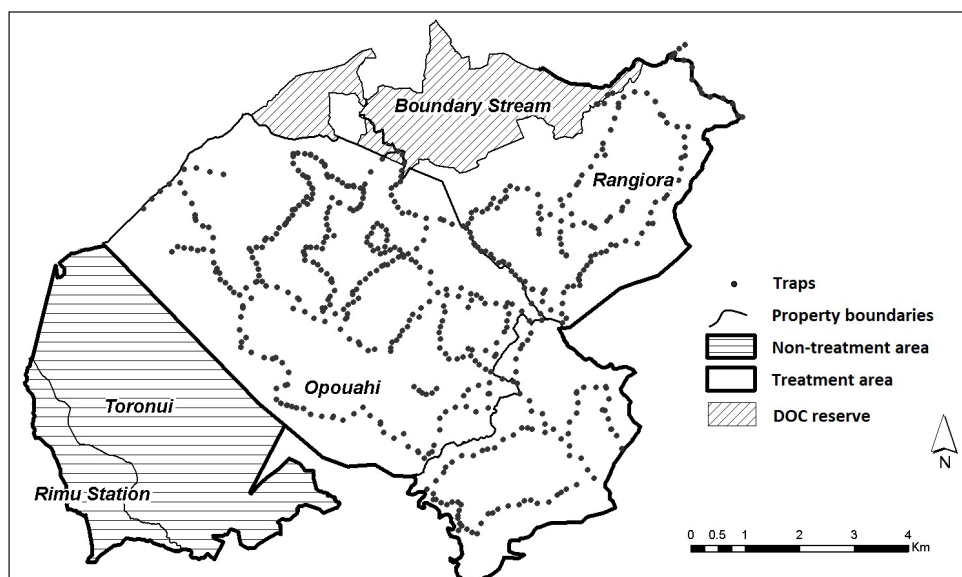 Boundary Stream
Rangiora
Traps
Property boundaries
Non-treatment area
Treatment area
DOC reserve
Opouahi
Toronui
Rimu Station
N
0 0.5 1 2 3 4
Km